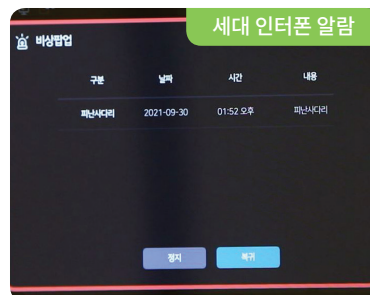 세대 인터폰 알람
비상팝업
구분 날짜 시간 내용
피난사다리 2021-09-30 01:52 오후 피난사다리
정지 복귀